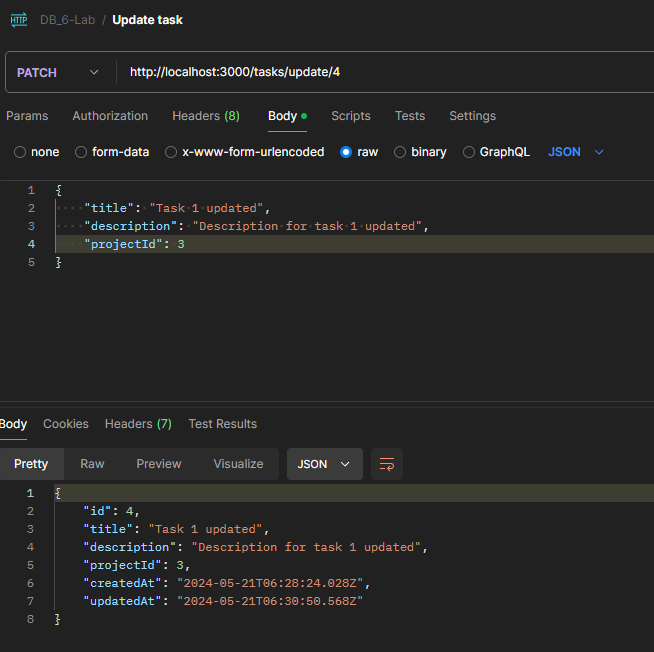 HTTP DB_6-Lab / Update task
PATCH http://localhost:3000/tasks/update/4
Params Authorization Headers (8) Body Scripts Tests Settings
none form-data x-www-form-urlencoded raw binary GraphQL JSON
1 {
2 "title": "Task 1 updated",
3 "description": "Description for task 1 updated",
4 "projectId": 3
5 }
Body Cookies Headers (7) Test Results
Pretty Raw Preview Visualize JSON
1 {
2 "id": 4,
3 "title": "Task 1 updated",
4 "description": "Description for task 1 updated",
5 "projectId": 3,
6 "createdAt": "2024-05-21T06:28:24.028Z",
7 "updatedAt": "2024-05-21T06:30:50.568Z"
8 }